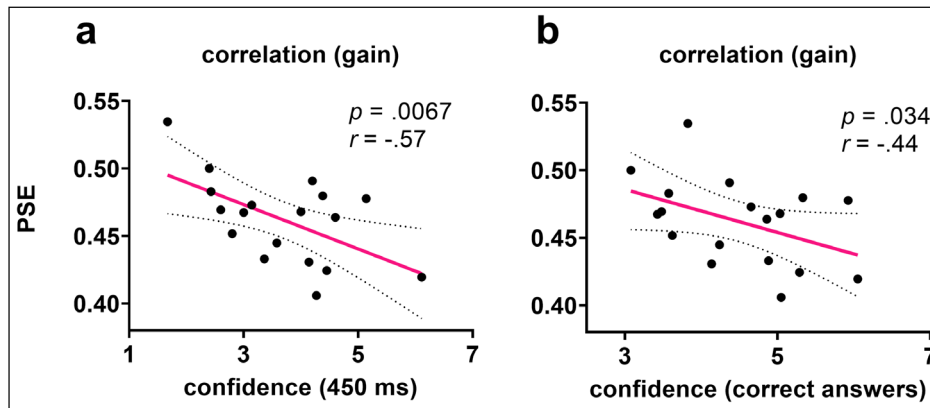 a
correlation (gain)
p = .0067
r = -.57
0.55
0.50
0.45
0.40
PSE
1 3 5 7
confidence (450 ms)
b
correlation (gain)
p = .034
r = -.44
0.55
0.50
0.45
0.40
3 5 7
confidence (correct answers)